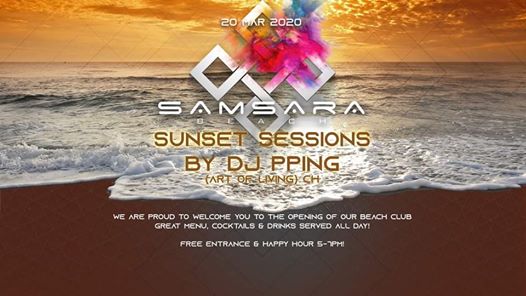 20 MAR 2020
SAMSARA
BEACH
SUNSET SESSIONS
BY DJ PPING
(ART OF LIVING) CH
WE ARE PROUD TO WELCOME YOU TO THE OPENING OF OUR BEACH CLUB
GREAT MENU, COCKTAILS & DRINKS SERVED ALL DAY!
FREE ENTRANCE & HAPPY HOUR 5-7PM!